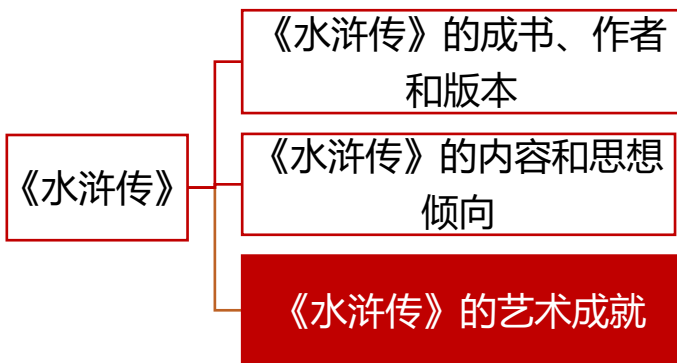 《水浒传》
《水浒传》的成书、作者
和版本
《水浒传》的内容和思想
倾向
《水浒传》的艺术成就